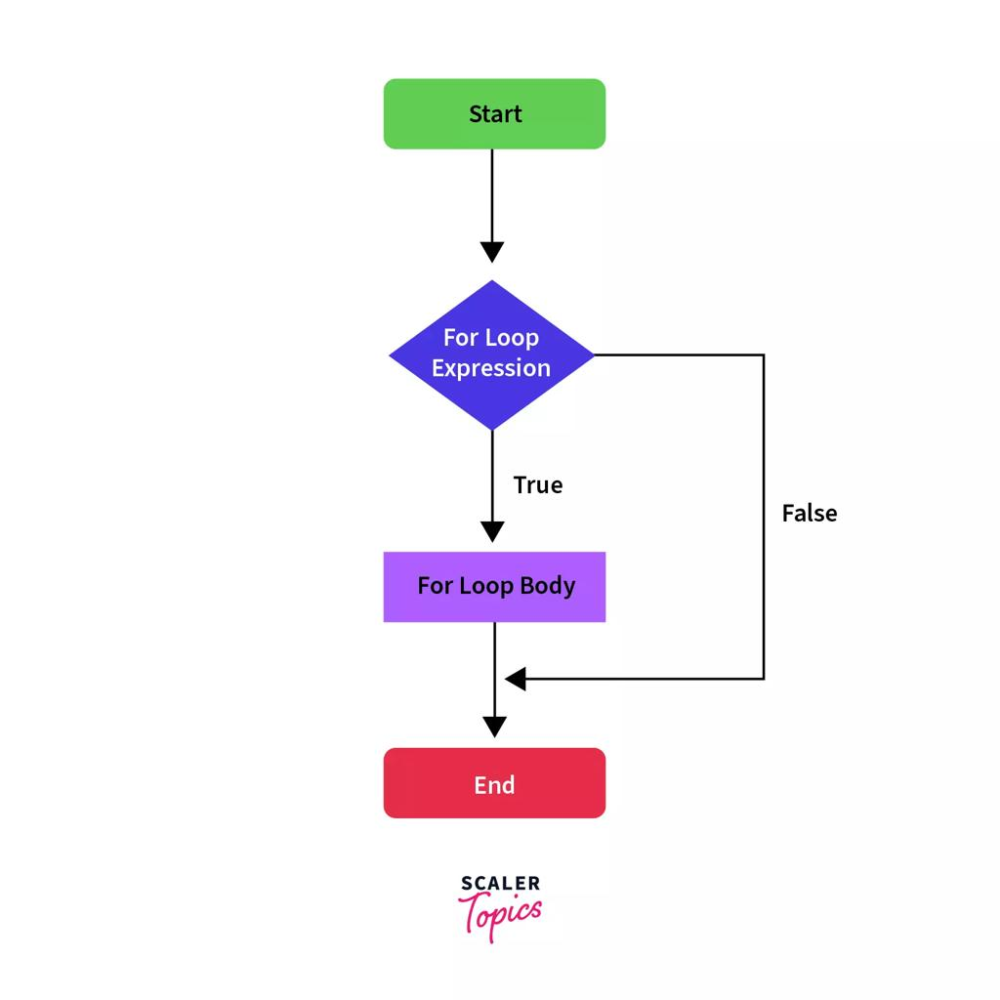 Start
For Loop
Expression
True
False
For Loop Body
End
SCALER
Topics